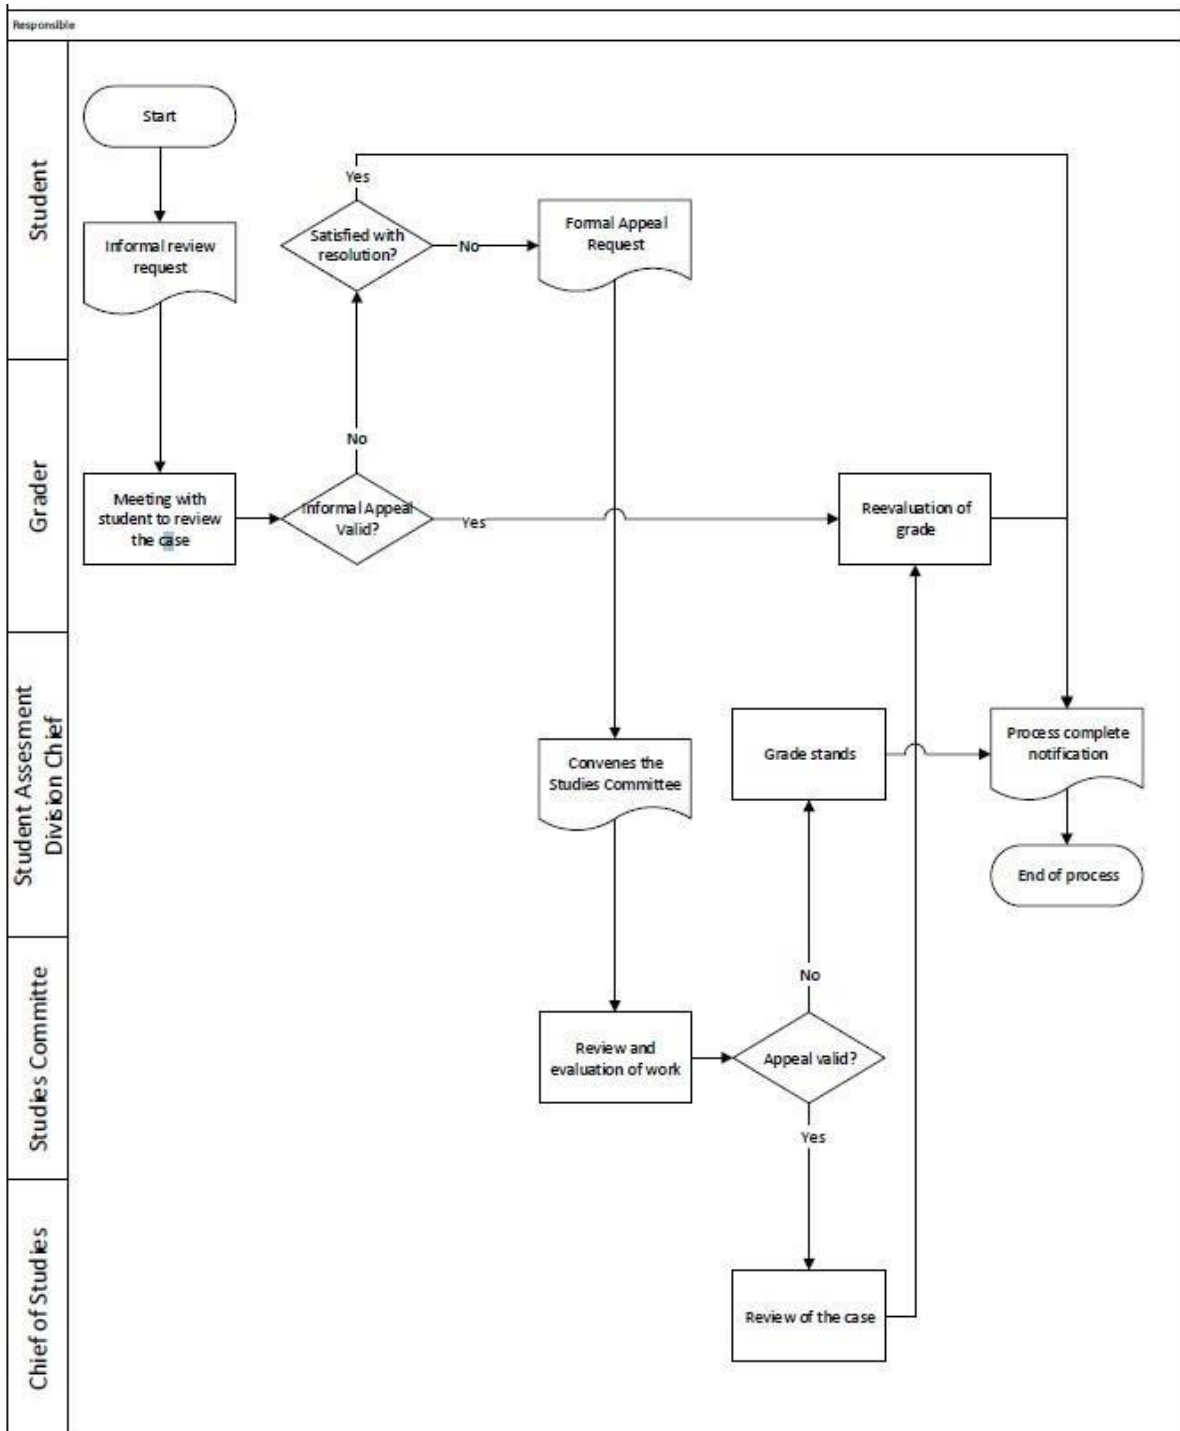 Responsible
Student
Start
Informal review
request
Yes
Satisfied with
resolution?
No
Formal Appeal
Request
Grader
Meeting with
student to review
the case
No
Informal Appeal
Valid?
Yes
Reevaluation of
grade
Student Assesment
Division Chief
Convenes the
Studies Committee
Grade stands
Process complete
notification
End of process
Studies Committe
Review and
evaluation of work
No
Appeal valid?
Yes
Chief of Studies
Review of the case